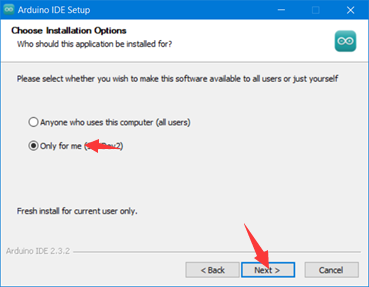 Arduino IDE Setup
Choose Installation Options
Who should this application be installed for?
Please select whether you wish to make this software available to all users or just yourself
Anyone who uses this computer (all users)
Only for me
Fresh install for current user only.
Arduino IDE 2.3.2
< Back
Next >
Cancel